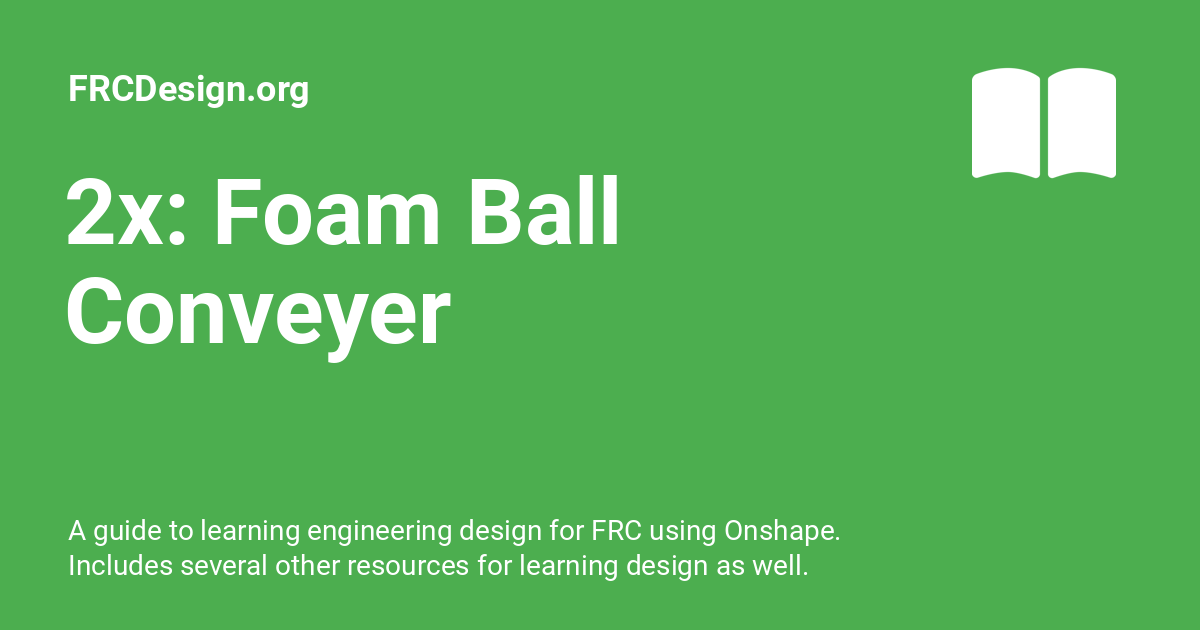 FRCDesign.org
2x: Foam Ball
Conveyer
A guide to learning engineering design for FRC using Onshape.
Includes several other resources for learning design as well.